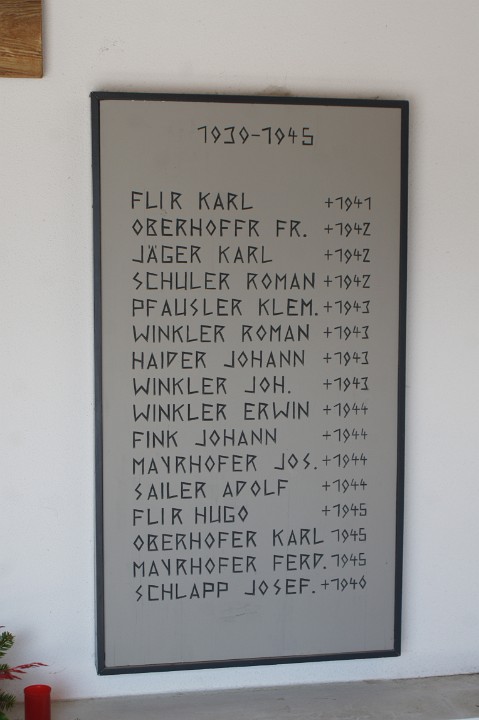 1939-1945
FLIR KARL +1941
OBERHOFFR FR. +1942
JÄGER KARL +1942
SCHULER ROMAN +1942
PFAUSLER KLEM. +1943
WINKLER ROMAN +1943
HAIDER JOHANN +1943
WINKLER JOH. +1943
WINKLER ERWIN +1944
FINK JOHANN +1944
MAYRHOFER JOS. +1944
SAILER ADOLF +1944
FLIR HUGO +1945
OBERHOFER KARL 1945
MAYRHOFER FERD. 1945
SCHLAPP JOSEF. +1940